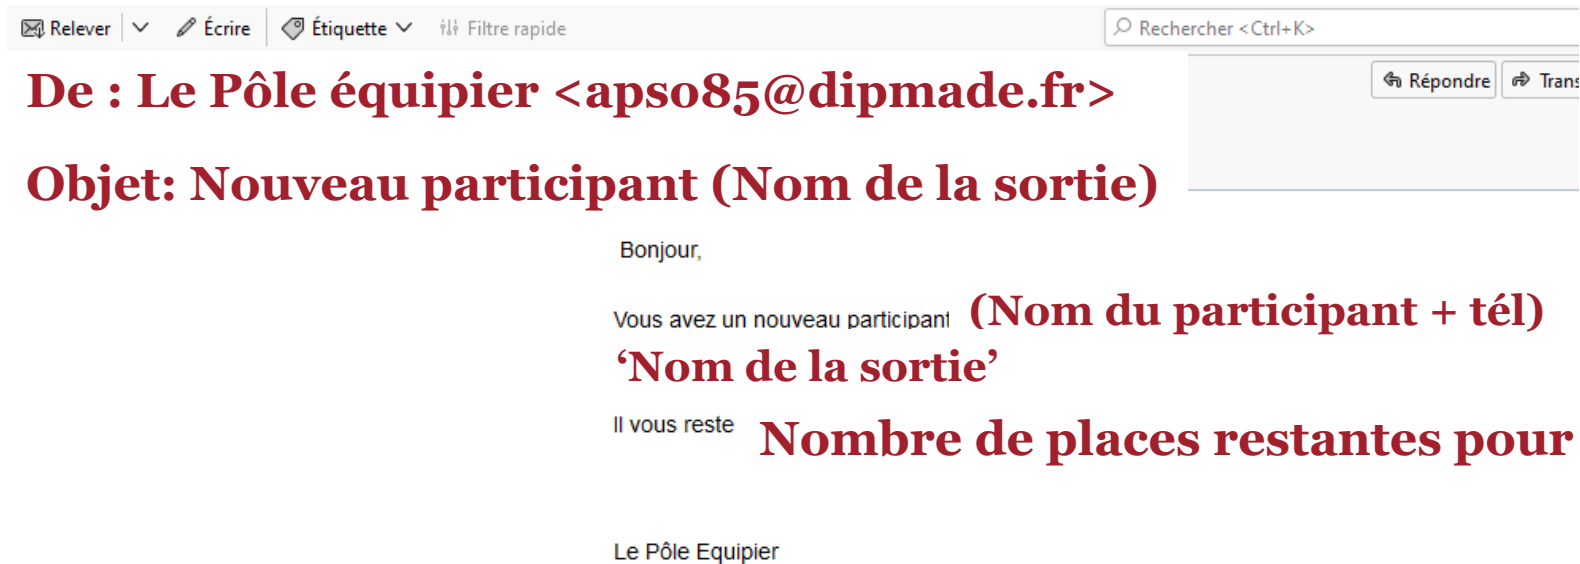 Relever Écrire Étiquette Filtre rapide Rechercher <Ctrl+K>
De : Le Pôle équipier <apso85@dipmade.fr>
Répondre Trans
Objet: Nouveau participant (Nom de la sortie)
Bonjour,
Vous avez un nouveau participant (Nom du participant + tél)
‘Nom de la sortie’
Il vous reste Nombre de places restantes pour
Le Pôle Equipier